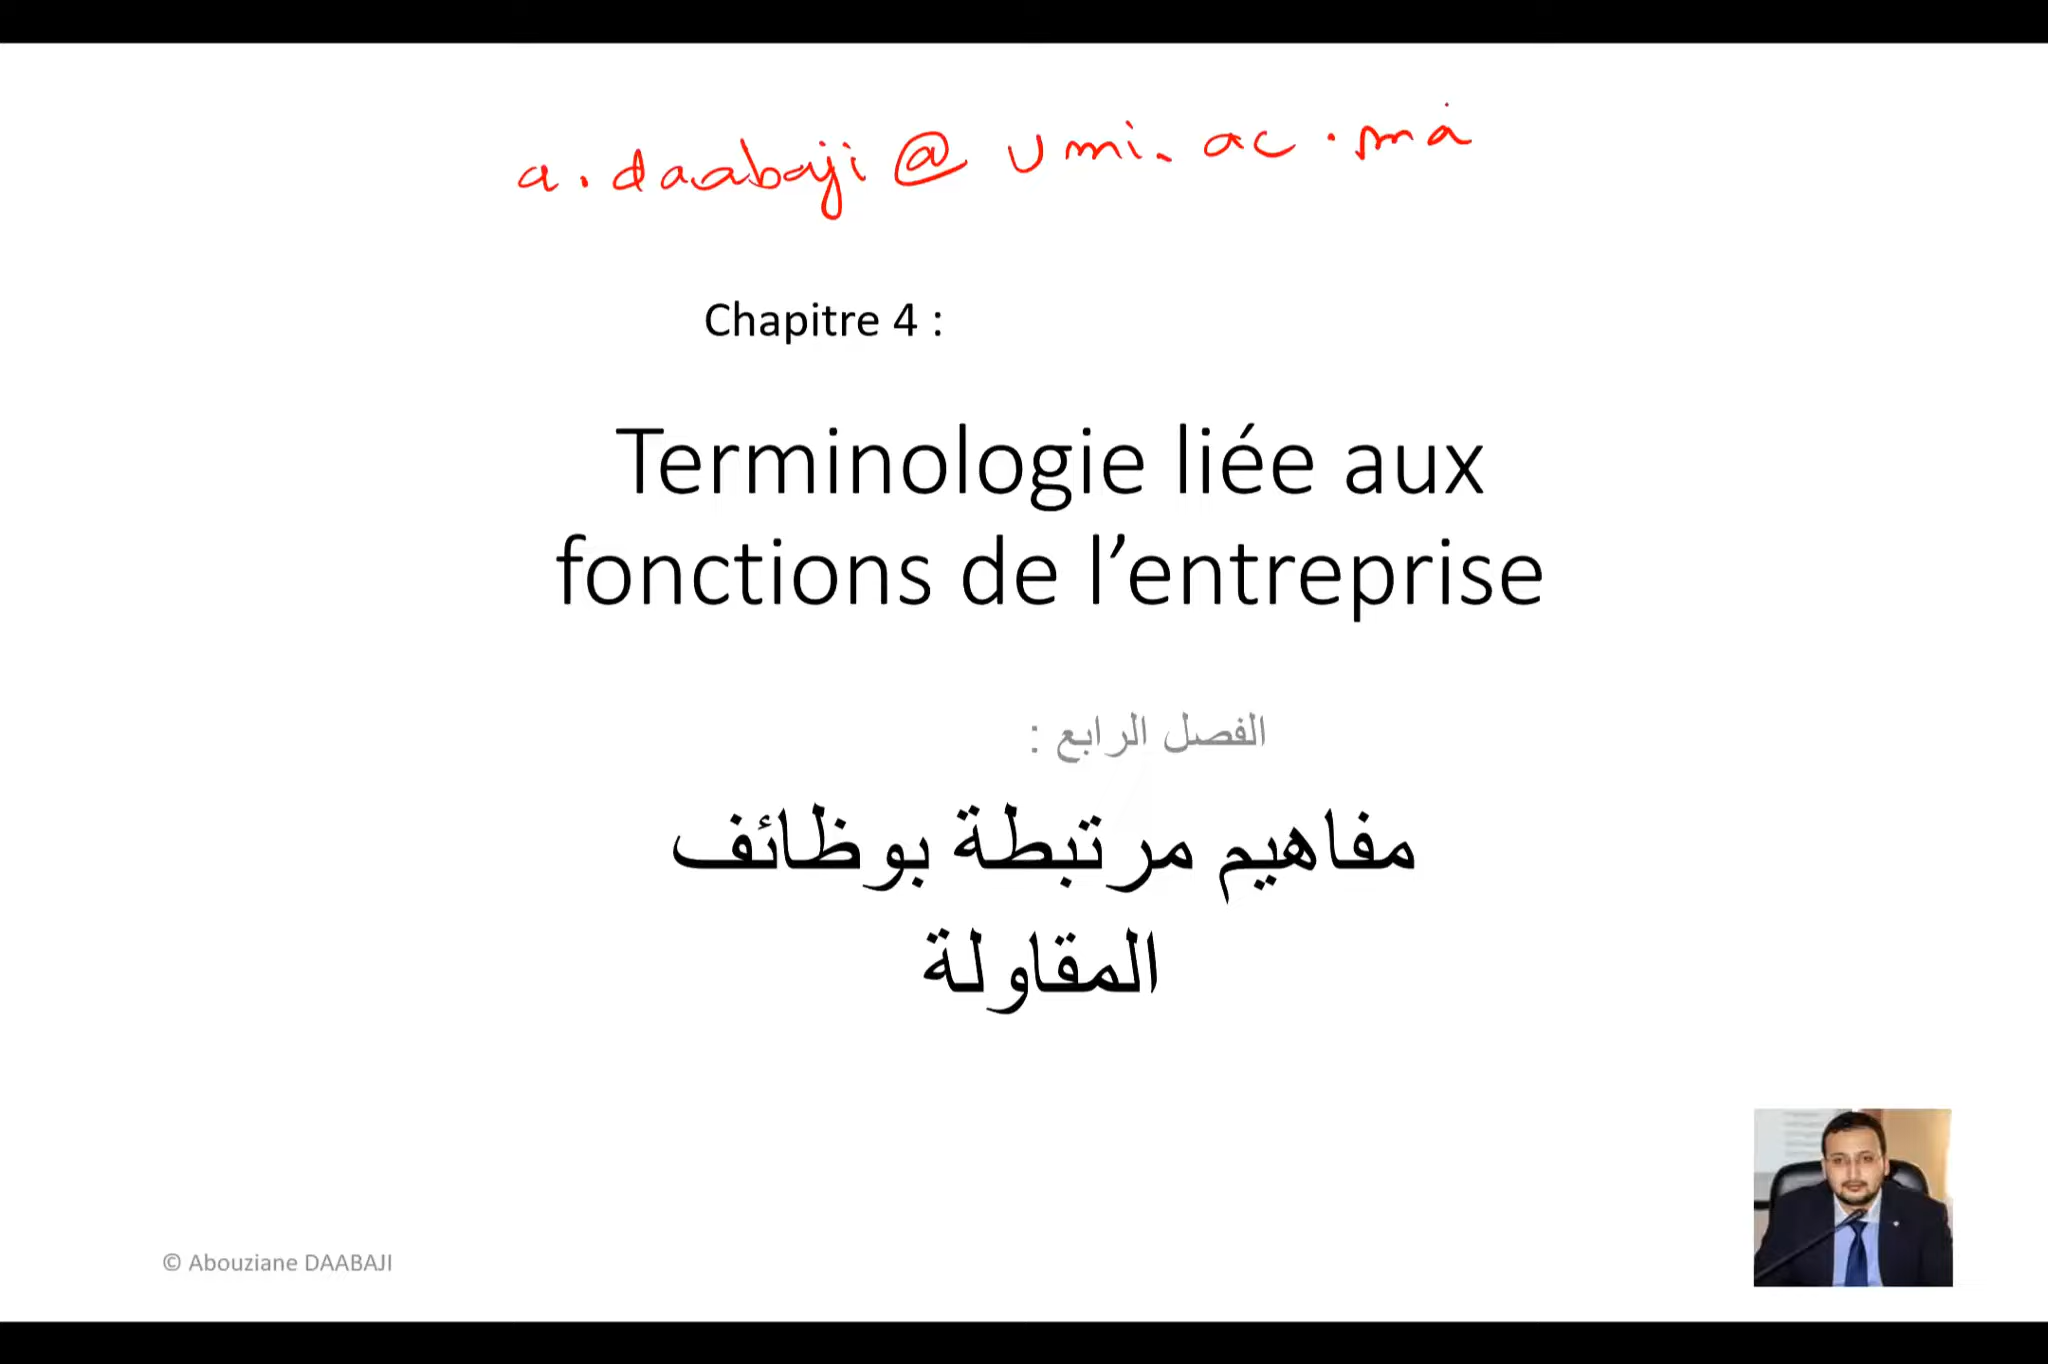 a.daabaji@umi.ac.ma
Chapitre 4 :
Terminologie liée aux
fonctions de l’entreprise
الفصل الرابع :
مفاهيم مرتبطة بوظائف
المقاولة
© Abouziane DAABAJI